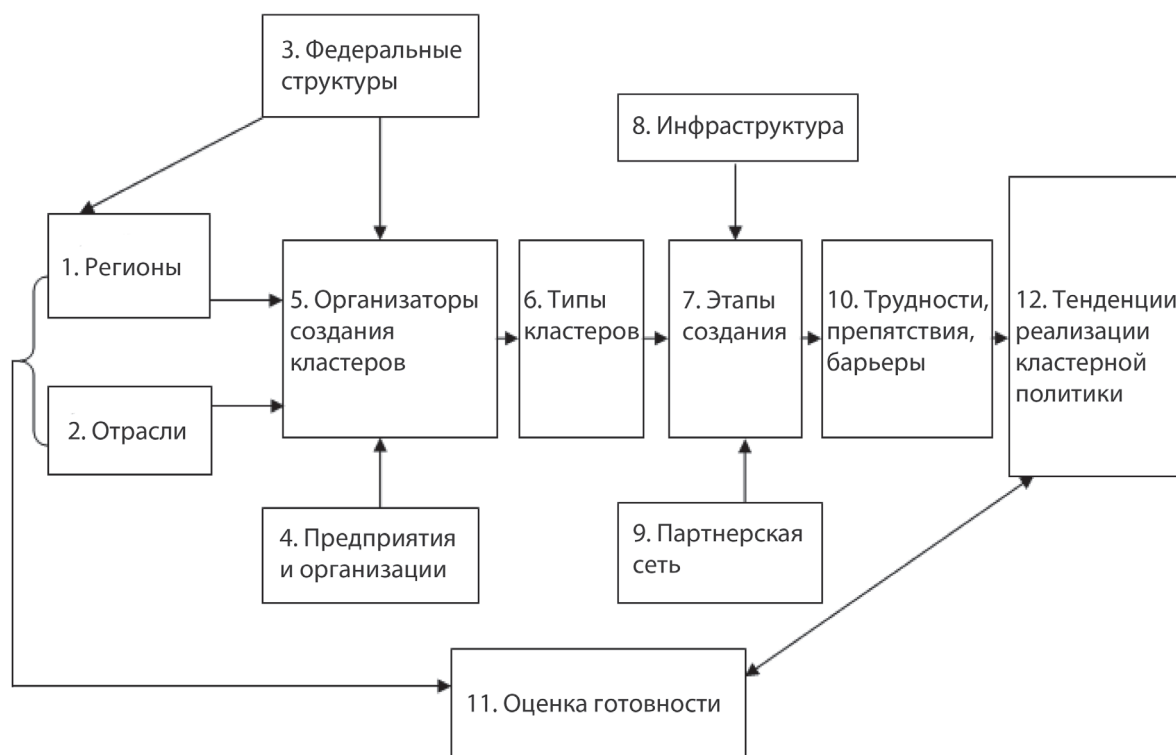 3. Федеральные
структуры
8. Инфраструктура
1. Регионы
5. Организаторы
создания
кластеров
6. Типы
кластеров
7. Этапы
создания
10. Трудности,
препятствия,
барьеры
12. Тенденции
реализации
кластерной
политики
2. Отрасли
4. Предприятия
и организации
9. Партнерская
сеть
11. Оценка готовности